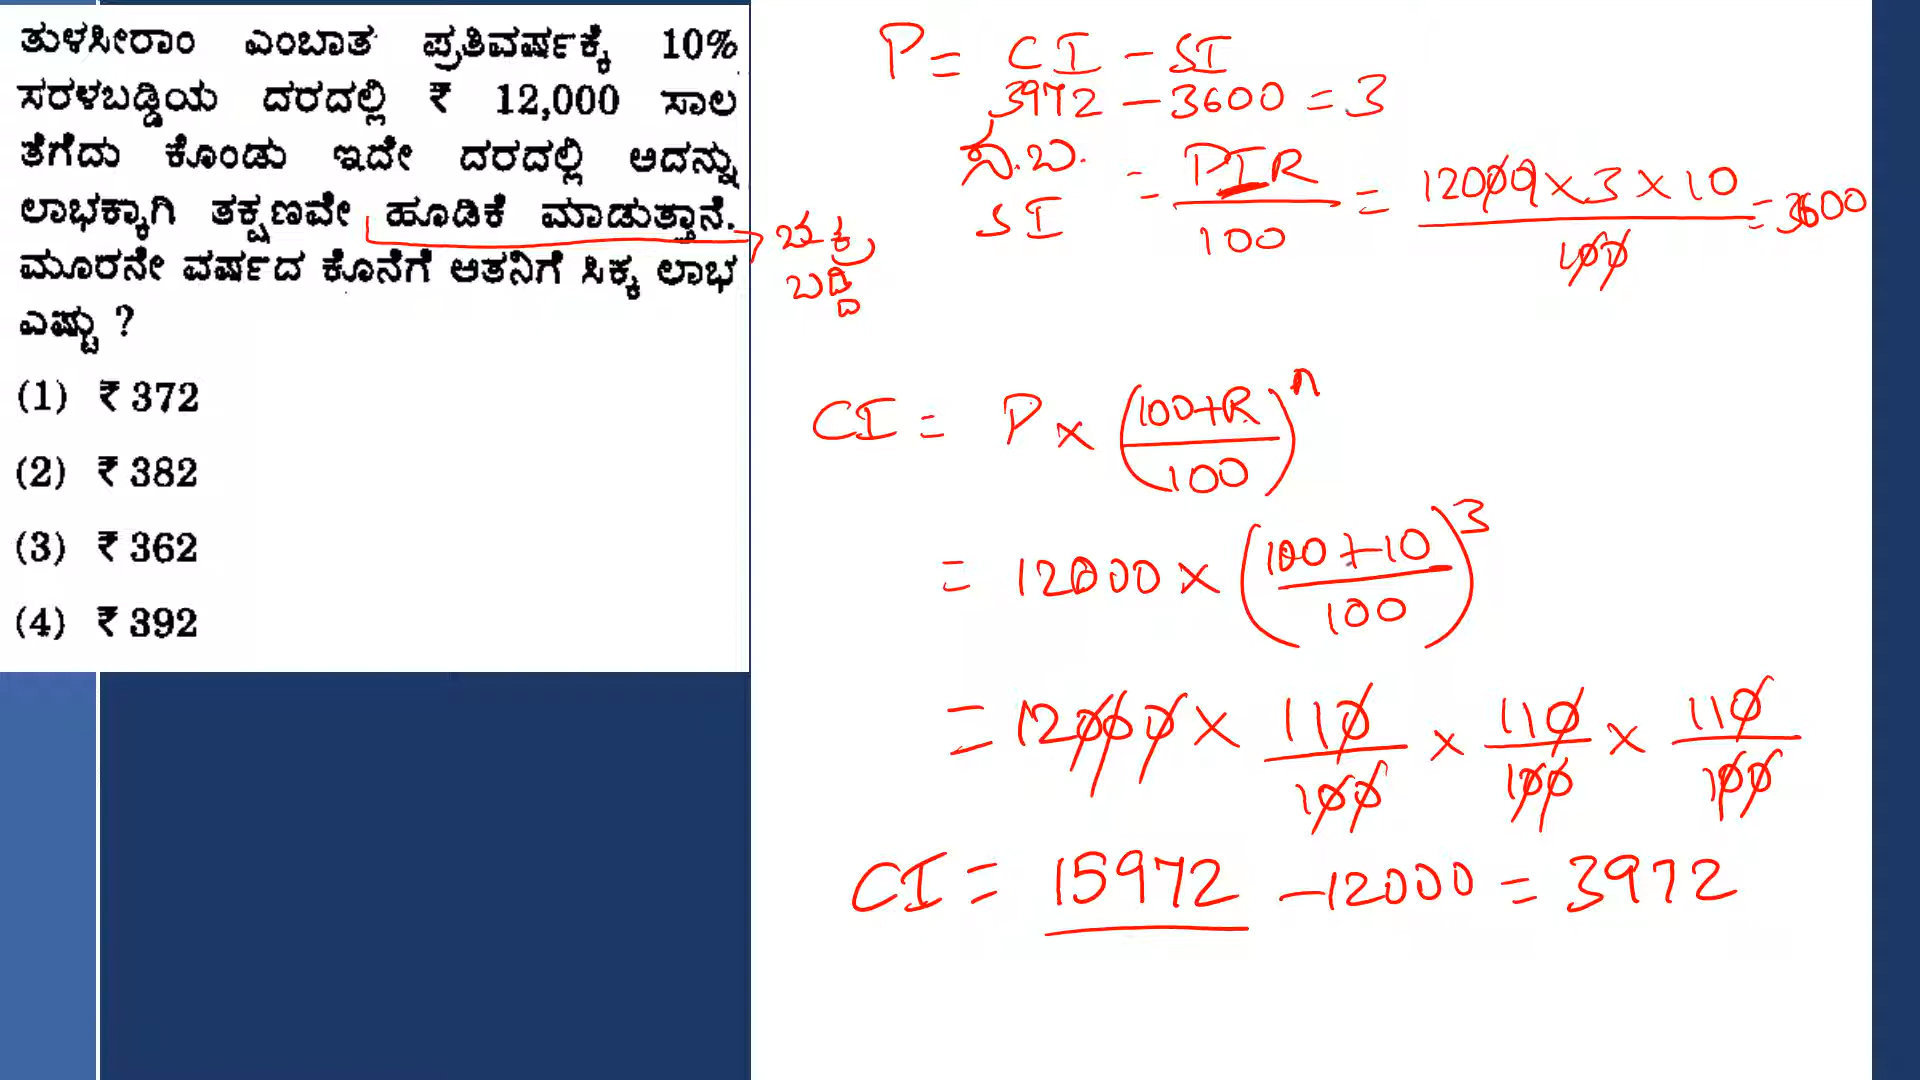 ತುಳಸೀರಾಂ ಎಂಬಾತ ಪ್ರತಿವರ್ಷಕ್ಕೆ 10%
ಸರಳಬಡ್ಡಿಯ ದರದಲ್ಲಿ ₹ 12,000 ಸಾಲ
ತೆಗೆದು ಕೊಂಡು ಇದೇ ದರದಲ್ಲಿ ಅದನ್ನು
ಲಾಭಕ್ಕಾಗಿ ತಕ್ಷಣವೇ ಹೂಡಿಕೆ ಮಾಡುತ್ತಾನೆ.
ಮೂರನೇ ವರ್ಷದ ಕೊನೆಗೆ ಆತನಿಗೆ ಸಿಕ್ಕ ಲಾಭ
ಎಷ್ಟು ?
(1) ₹ 372
(2) ₹ 382
(3) ₹ 362
(4) ₹ 392
ಚಕ್ರ
ಬಡ್ಡಿ
P = CI - SI
3972 - 3600 = 3
ಸ.ಬ.
SI = PTR / 100 = 12000 x 3 x 10 / 100 = 3600
CI = P x (100+R / 100)^n
= 12000 x (100+10 / 100)^3
= 12000 x 110/100 x 110/100 x 110/100
CI = 15972 - 12000 = 3972